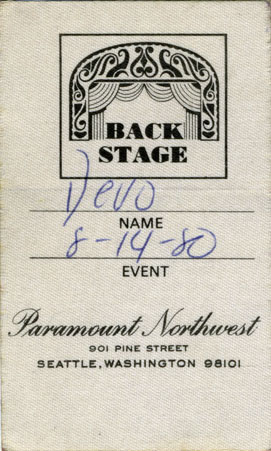 BACK
STAGE
Devo
NAME
8-14-80
EVENT
Paramount Northwest
901 PINE STREET
SEATTLE, WASHINGTON 98101